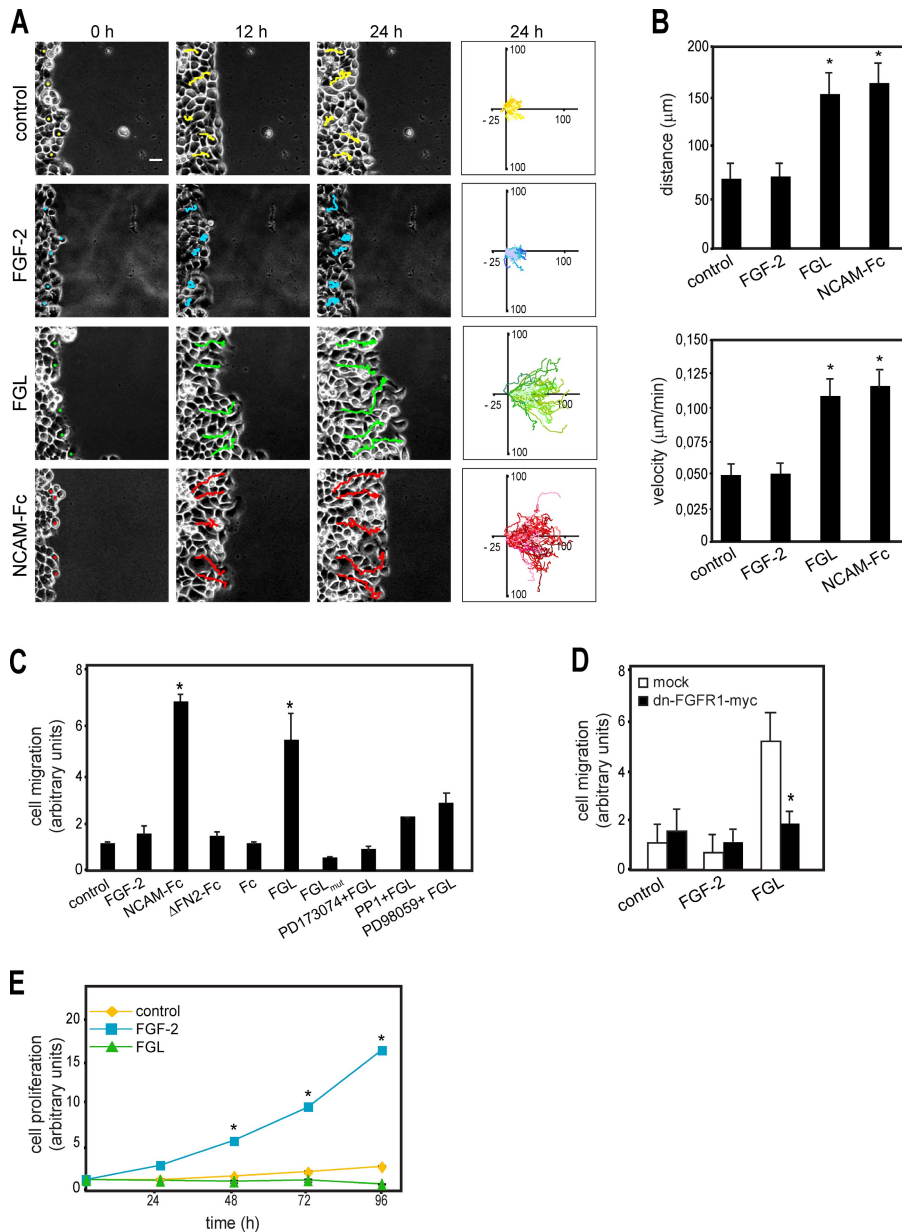 A
0 h 12 h 24 h 24 h
control
100
- 25 100
100
FGF-2
100
- 25 100
100
FGL
100
- 25 100
100
NCAM-Fc
100
- 25 100
100
B
distance (μm)
200
150
100
50
0
control FGF-2 FGL NCAM-Fc
* *
velocity (μm/min)
0,150
0,125
0,100
0,075
0,050
0,025
0
control FGF-2 FGL NCAM-Fc
* *
C
cell migration
(arbitrary units)
8
6
4
2
0
* *
control FGF-2 NCAM-Fc ΔFN2-Fc Fc FGL FGLmut PD173074+FGL PP1+FGL PD98059+ FGL
D
cell migration
(arbitrary units)
8
6
4
2
0
mock
dn-FGFR1-myc
*
control FGF-2 FGL
E
cell proliferation
(arbitrary units)
20
15
10
5
0
control
FGF-2
FGL
* * *
24 48 72 96
time (h)